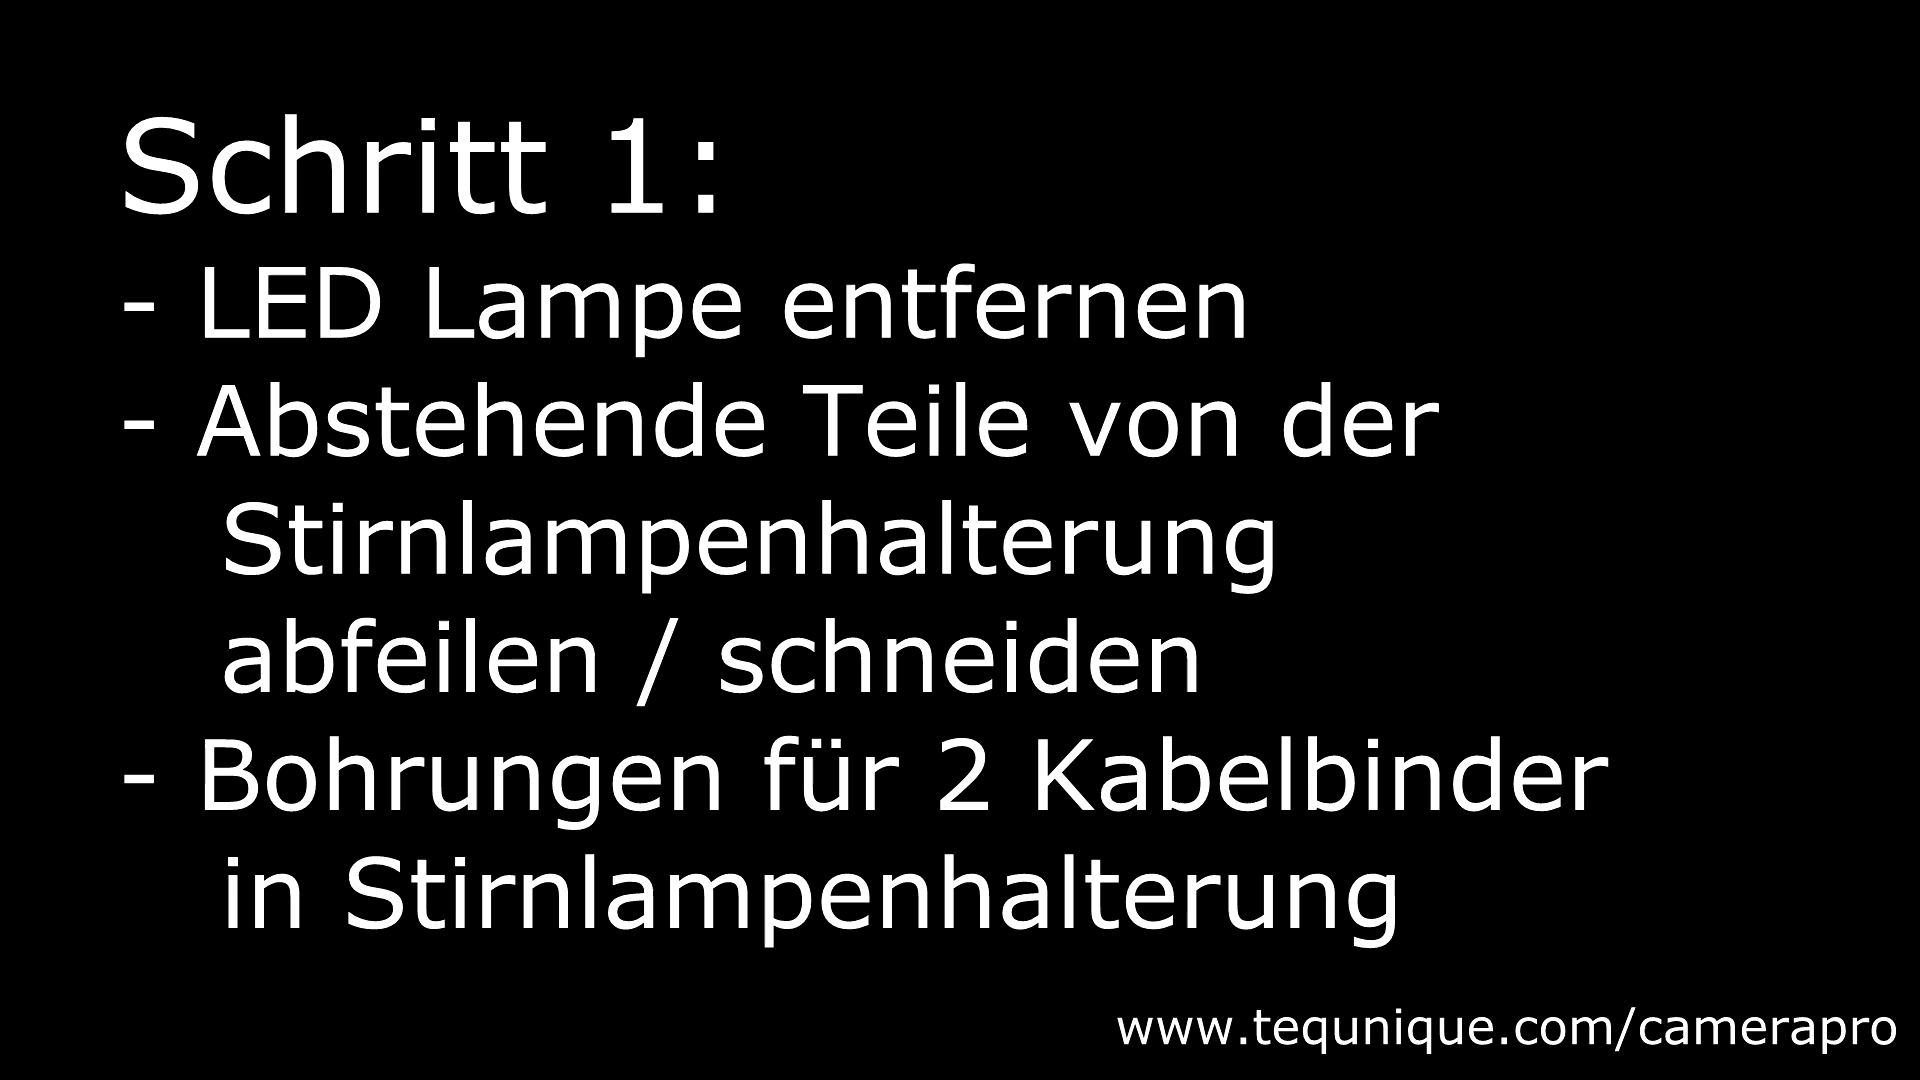 Schritt 1:
- LED Lampe entfernen
- Abstehende Teile von der
Stirnlampenhalterung
abfeilen / schneiden
- Bohrungen für 2 Kabelbinder
in Stirnlampenhalterung
www.tequnique.com/camerapro